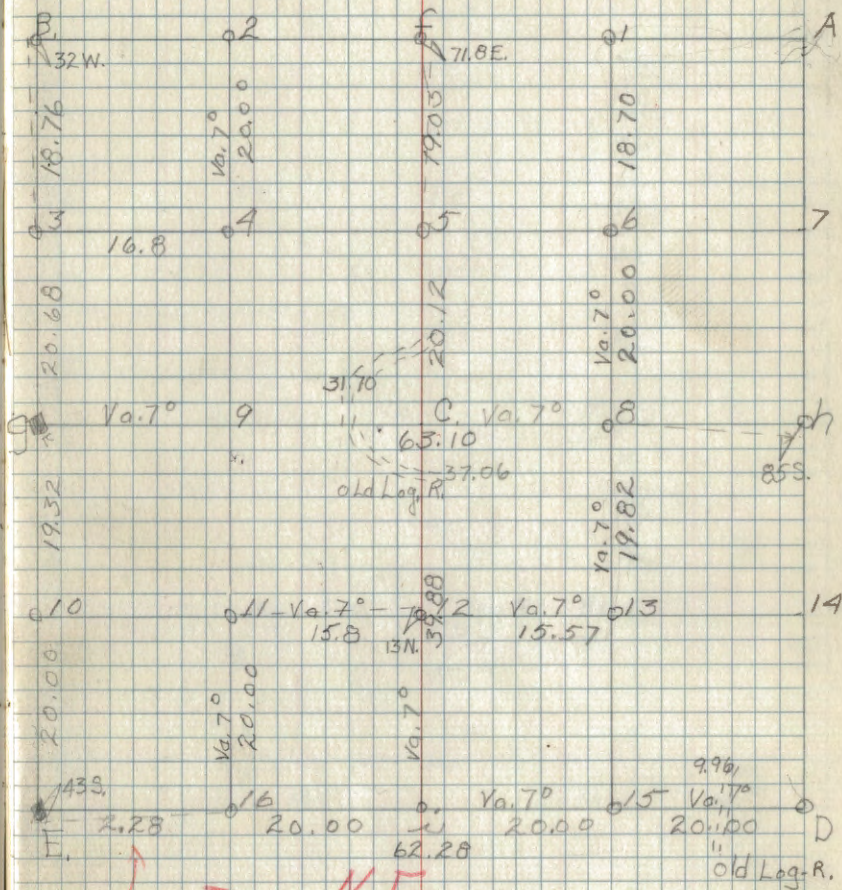 B. 2 1 A
32 W. 71.8 E.
18.76 Va. 7° 20.00 19.03 18.70
3 4 5 6 7
16.8
20.68 20.12 Va. 7° 20.00
31.70
g Va. 7° 9 C. Va. 7° 8 h
63.10
37.06 85 S.
old Log. R.
19.32 Va. 7° 19.82
10 11 Va. 7° 12 Va. 7° 13 14
15.8 39.88 15.57
13 N.
20.00 Va. 7° 20.00 Va. 7°
9.96
43 S. 16 Va. 7° 15 Va. 7°
2.28 20.00 20.00 20.00 D
E. 62.28
old Log-R.